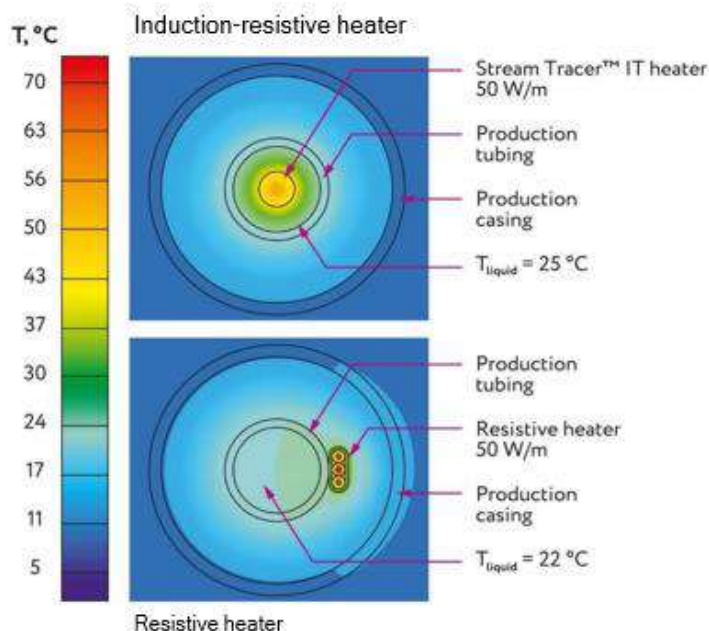 Induction-resistive heater
T, °C
70
63
56
50
43
37
30
24
17
11
5
Stream Tracer™ IT heater
50 W/m
Production
tubing
Production
casing
Tliquid = 25 °C
Production
tubing
Resistive heater
50 W/m
Production
casing
Tliquid = 22 °C
Resistive heater